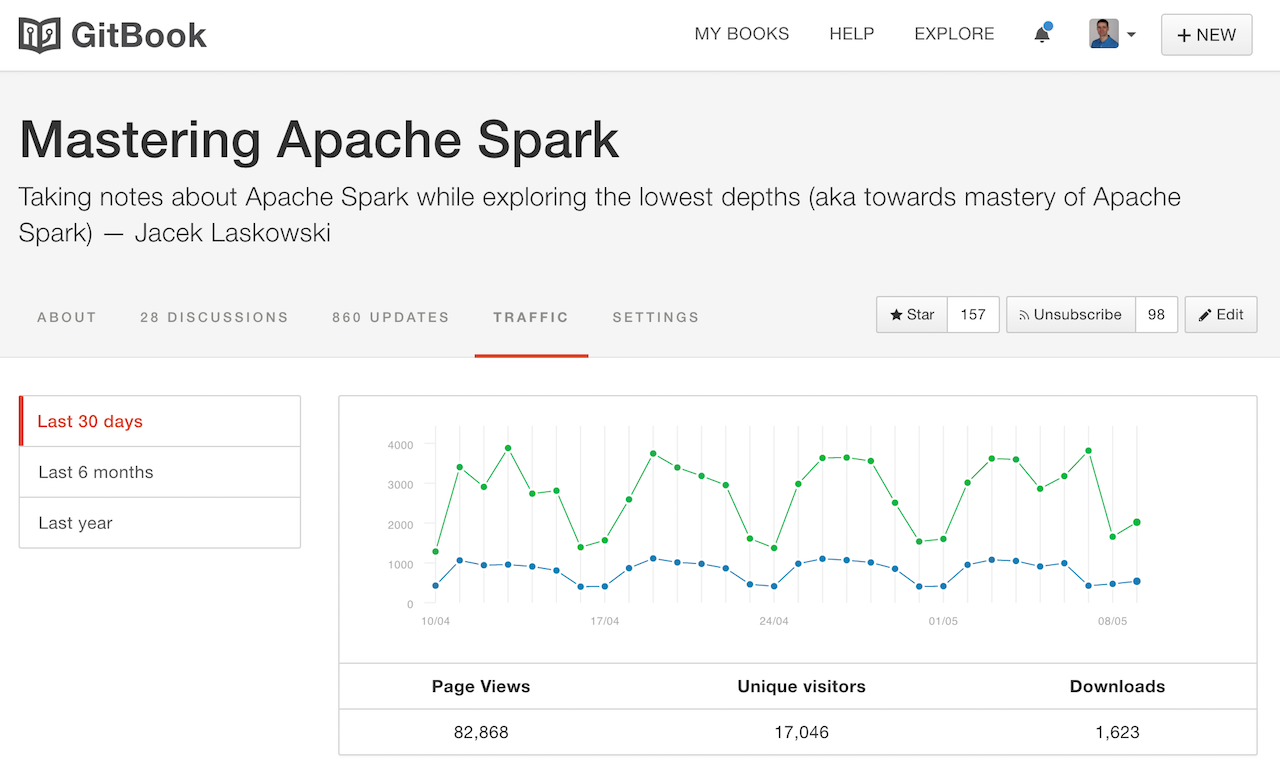 GitBook
MY BOOKS HELP EXPLORE + NEW
Mastering Apache Spark
Taking notes about Apache Spark while exploring the lowest depths (aka towards mastery of Apache
Spark) — Jacek Laskowski
ABOUT 28 DISCUSSIONS 860 UPDATES TRAFFIC SETTINGS Star 157 Unsubscribe 98 Edit
Last 30 days
Last 6 months
Last year
4000
3000
2000
1000
0
10/04 17/04 24/04 01/05 08/05
Page Views Unique visitors Downloads
82,868 17,046 1,623